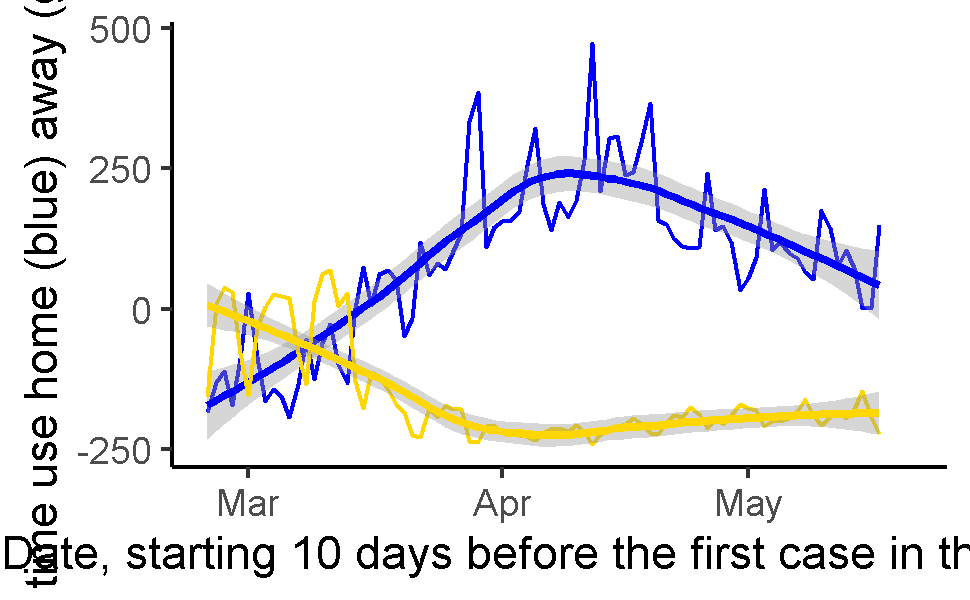 500
250
0
-250
time use home (blue) away (
Mar
Apr
May
Date, starting 10 days before the first case in th